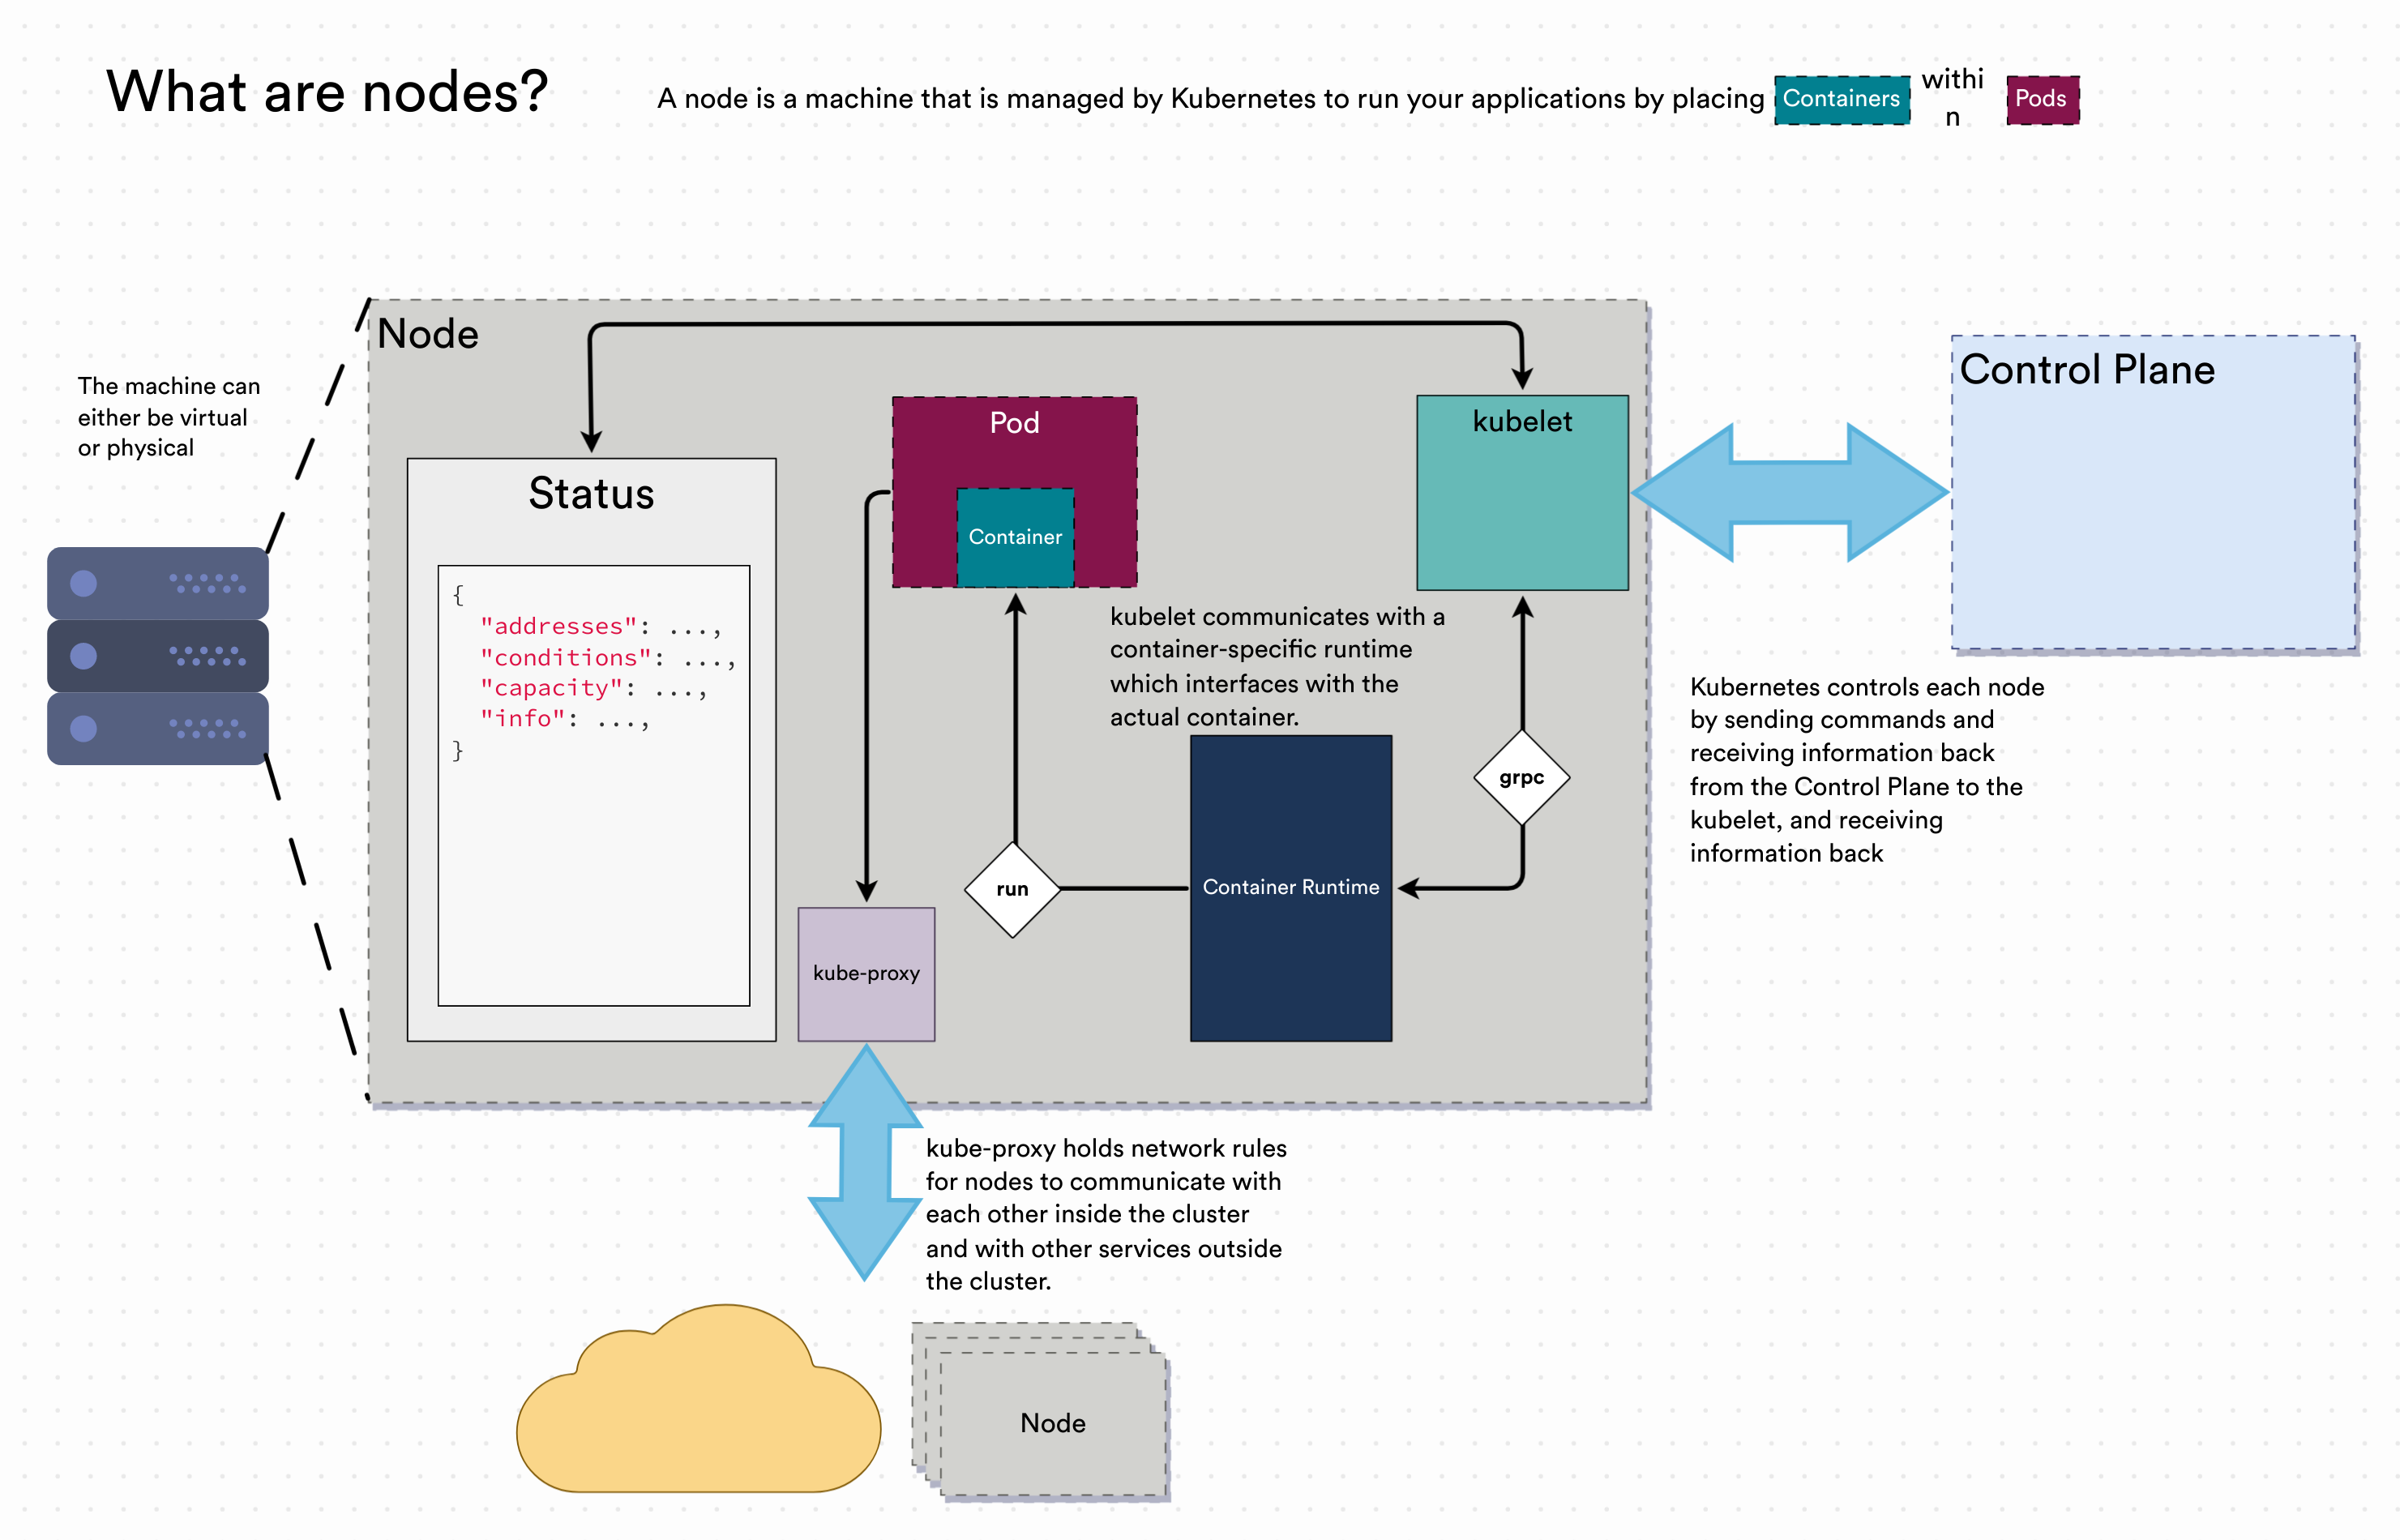 What are nodes?
A node is a machine that is managed by Kubernetes to run your applications by placing Containers withi
n Pods
The machine can
either be virtual
or physical
Node
Status
{
"addresses": ...,
"conditions": ...,
"capacity": ...,
"info": ...,
}
Pod
Container
kubelet
kubelet communicates with a
container-specific runtime
which interfaces with the
actual container.
grpc
Container Runtime
run
kube-proxy
Control Plane
Kubernetes controls each node
by sending commands and
receiving information back
from the Control Plane to the
kubelet, and receiving
information back
kube-proxy holds network rules
for nodes to communicate with
each other inside the cluster
and with other services outside
the cluster.
Node